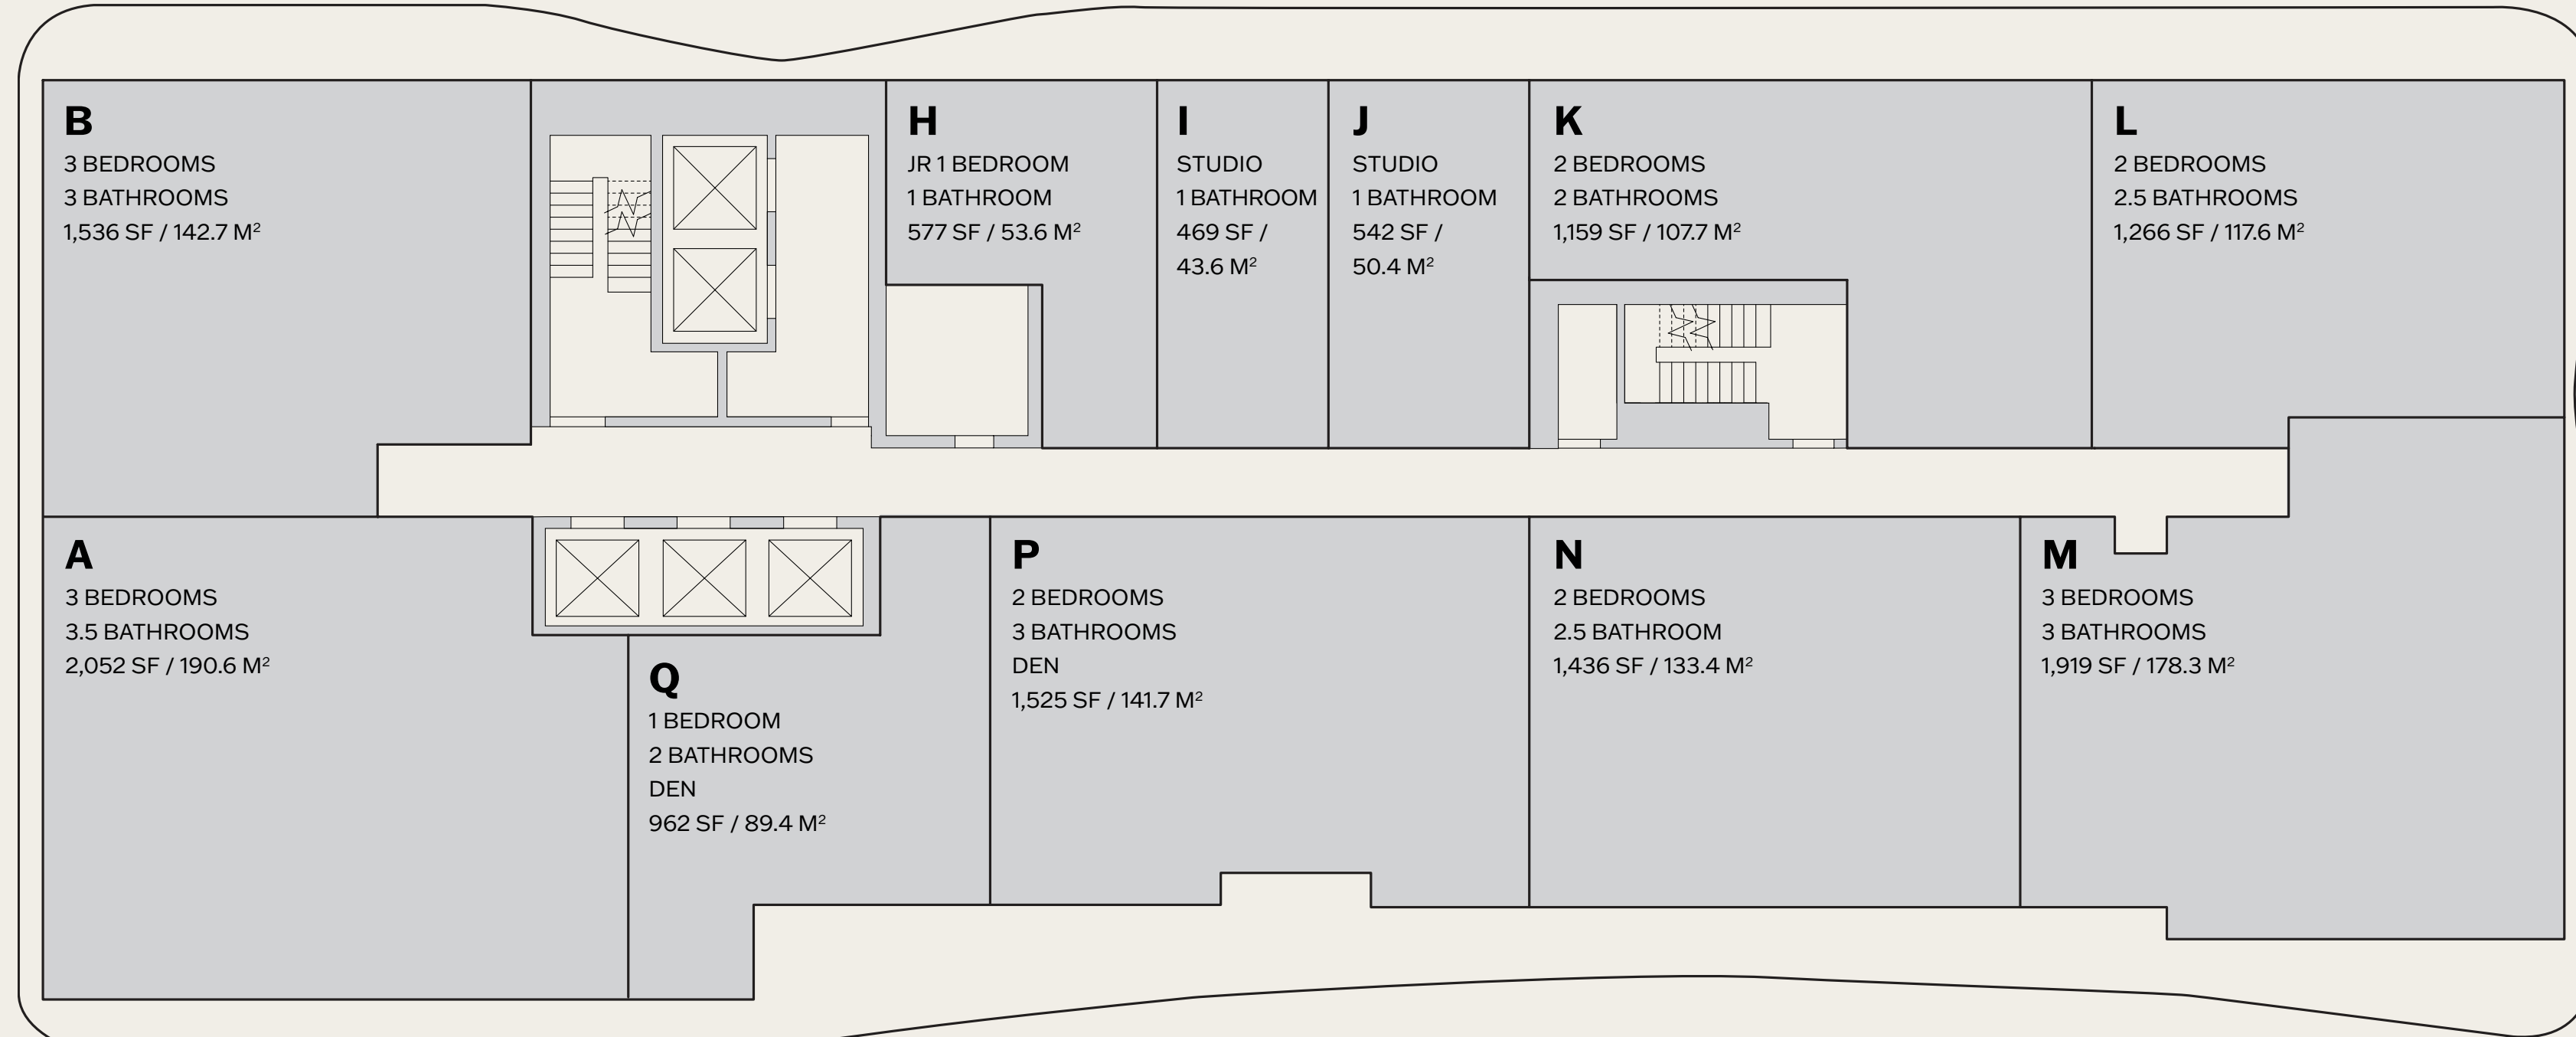 B
3 BEDROOMS
3 BATHROOMS
1,536 SF / 142.7 M²
H
JR 1 BEDROOM
1 BATHROOM
577 SF / 53.6 M²
I
STUDIO
1 BATHROOM
469 SF /
43.6 M²
J
STUDIO
1 BATHROOM
542 SF /
50.4 M²
K
2 BEDROOMS
2 BATHROOMS
1,159 SF / 107.7 M²
L
2 BEDROOMS
2.5 BATHROOMS
1,266 SF / 117.6 M²
A
3 BEDROOMS
3.5 BATHROOMS
2,052 SF / 190.6 M²
Q
1 BEDROOM
2 BATHROOMS
DEN
962 SF / 89.4 M²
P
2 BEDROOMS
3 BATHROOMS
DEN
1,525 SF / 141.7 M²
N
2 BEDROOMS
2.5 BATHROOM
1,436 SF / 133.4 M²
M
3 BEDROOMS
3 BATHROOMS
1,919 SF / 178.3 M²